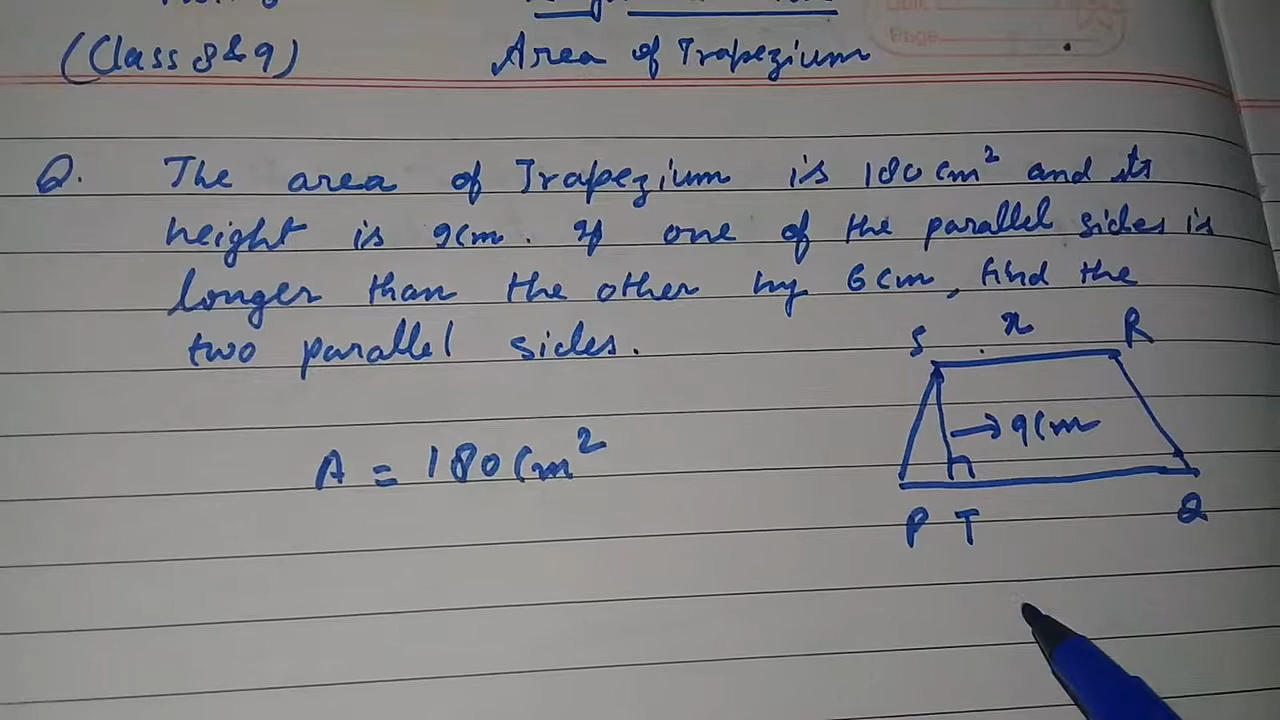 (Class 8 & 9)
Area of Trapezium
Q. The area of Trapezium is 180 cm² and its
height is 9cm. If one of the parallel sides is
longer than the other by 6cm, find the
two parallel sides.
S x R
→ 9cm
A = 180 cm²
P T Q